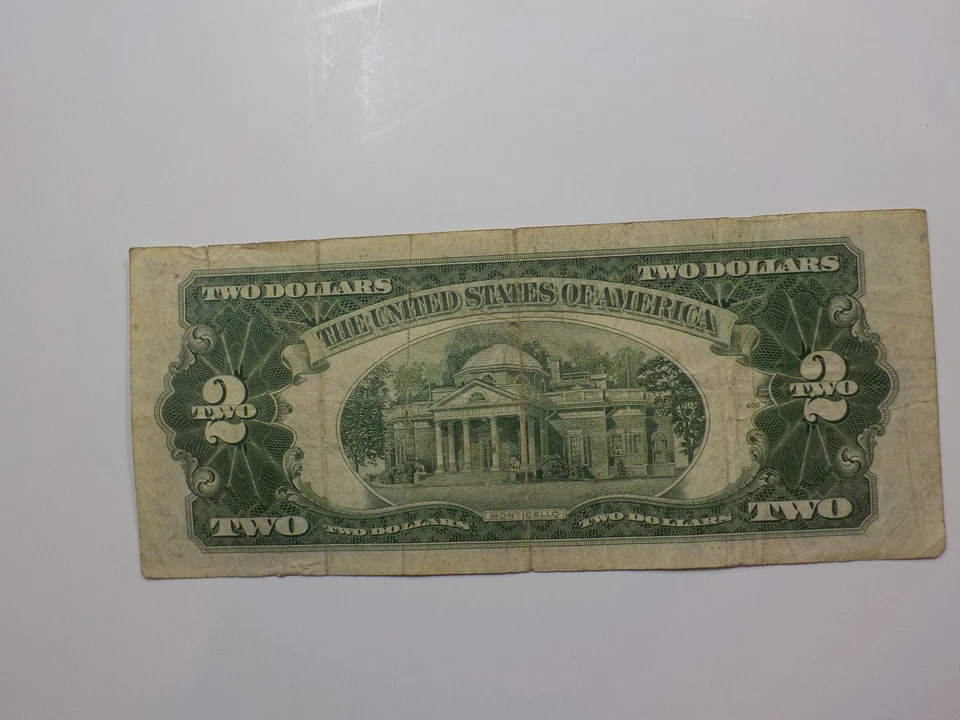 TWO DOLLARS
TWO DOLLARS
THE UNITED STATES OF AMERICA
2
TWO
2
TWO
MONTICELLO
TWO
TWO DOLLARS
TWO DOLLARS
TWO